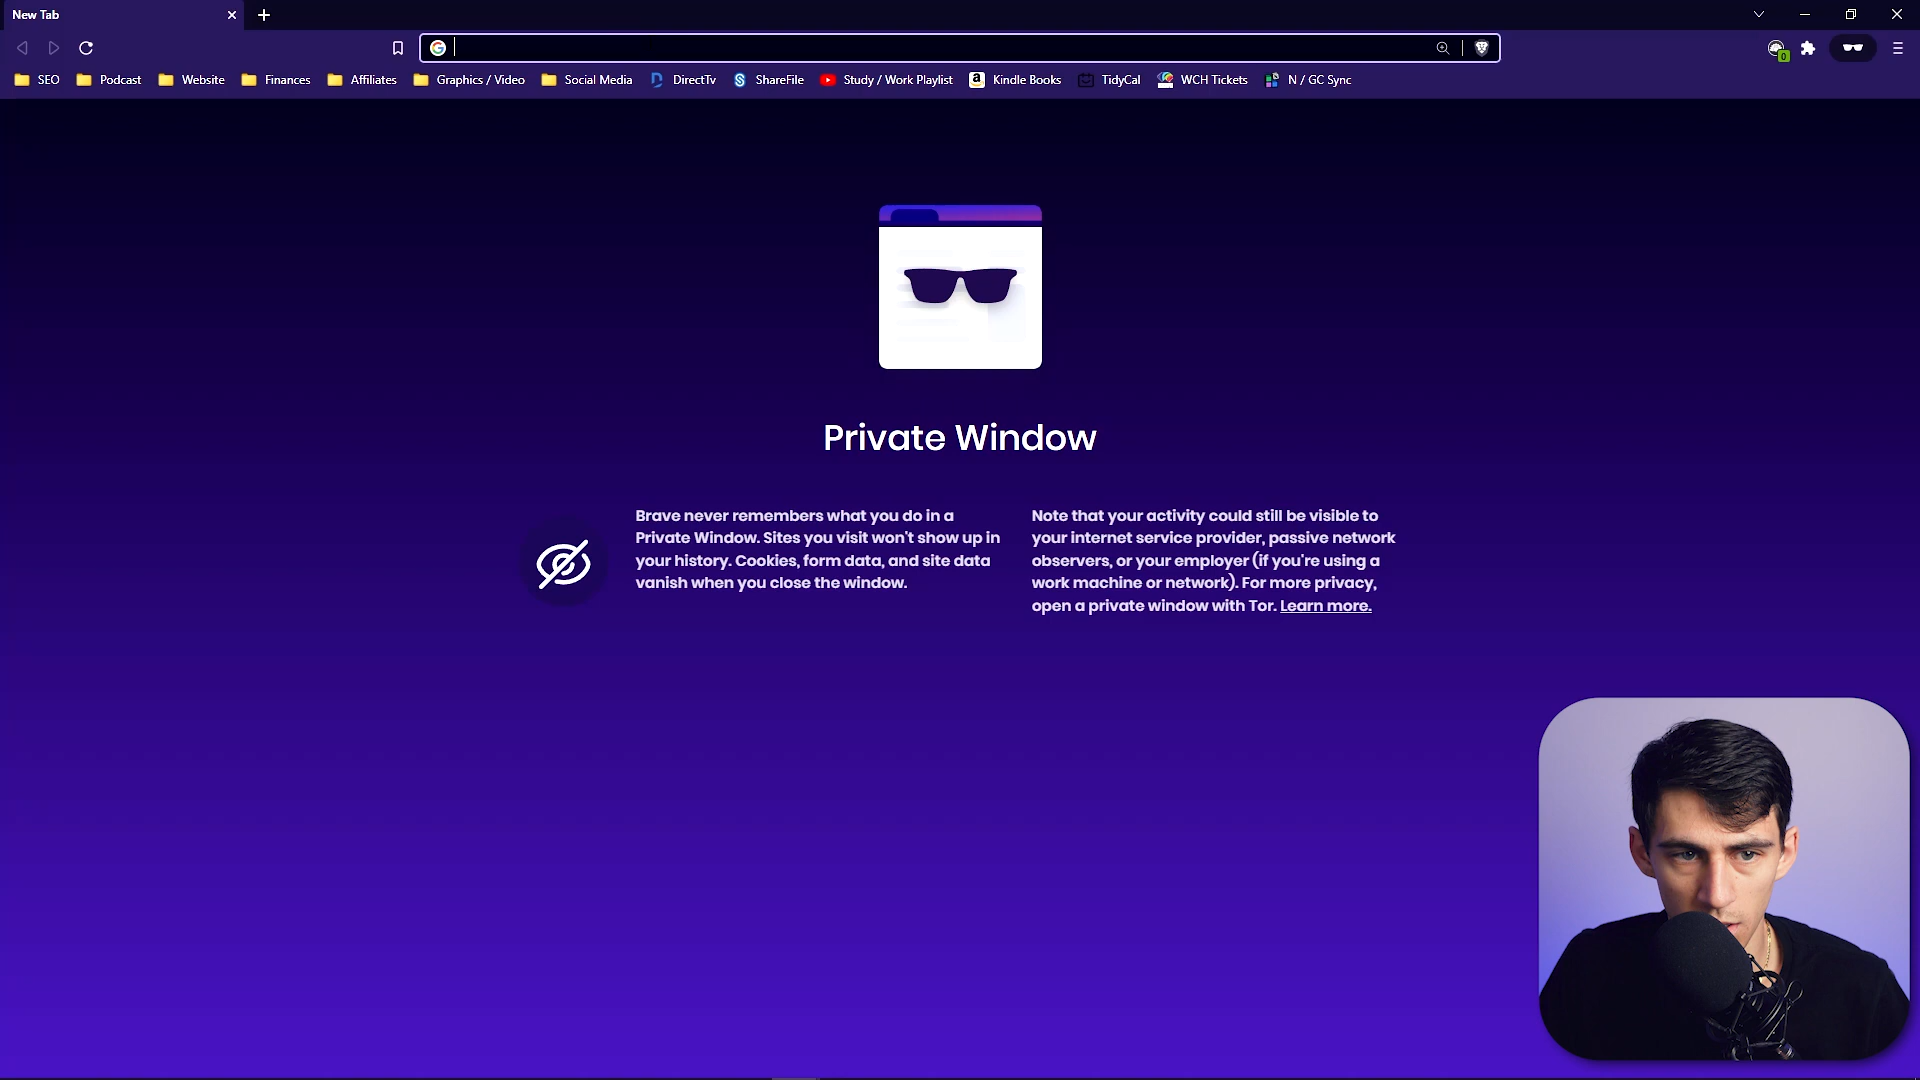 New Tab
SEO Podcast Website Finances Affiliates Graphics / Video Social Media DirectTv ShareFile Study / Work Playlist Kindle Books TidyCal WCH Tickets N / GC Sync
0
Private Window
Brave never remembers what you do in a
Private Window. Sites you visit won't show up in
your history. Cookies, form data, and site data
vanish when you close the window.
Note that your activity could still be visible to
your internet service provider, passive network
observers, or your employer (if you're using a
work machine or network). For more privacy,
open a private window with Tor. Learn more.